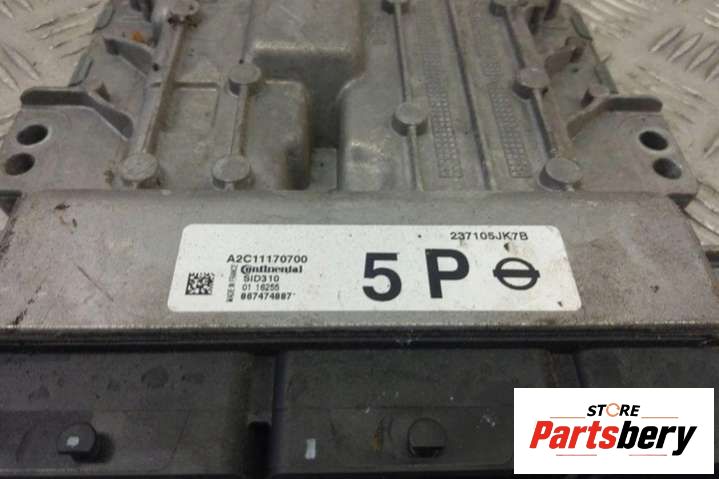 237105JK7B
A2C11170700
MADE IN FRANCE
Continental
SID310
01 16255
867474887*
5 P
STORE
Partsbery